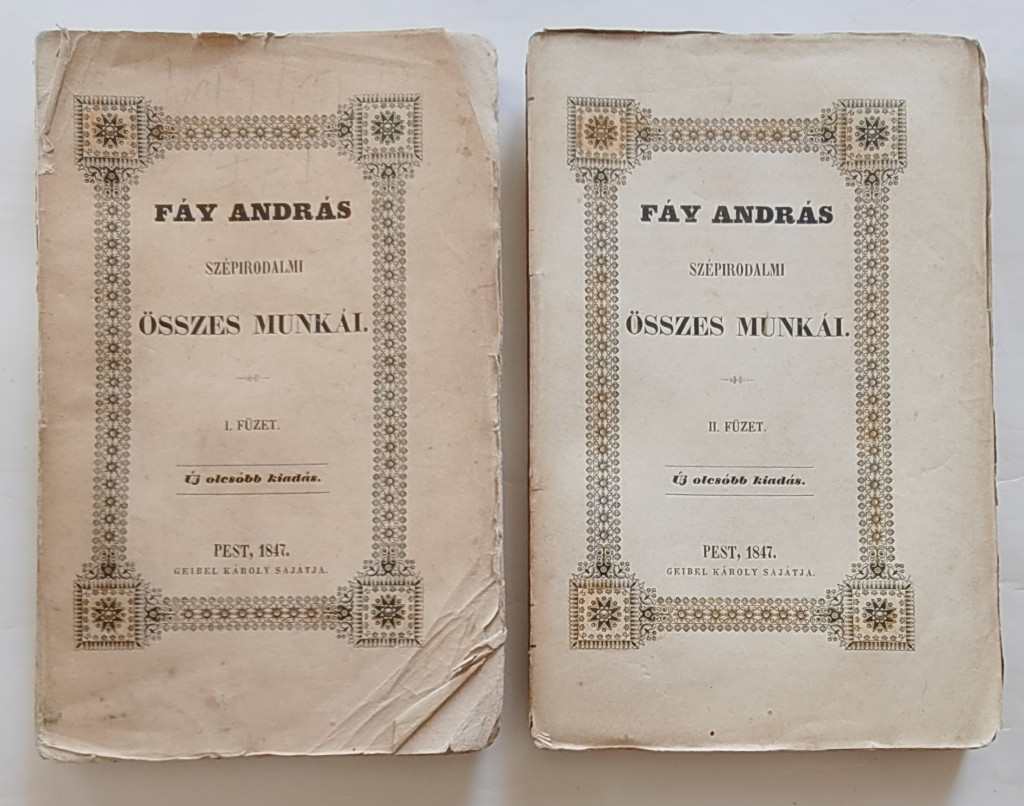 FÁY ANDRÁS
SZÉPIRODALMI
ÖSSZES MUNKÁI.
I. FÜZET.
Új olcsóbb kiadás.
PEST, 1847.
GEIBEL KÁROLY SAJÁTJA.
FÁY ANDRÁS
SZÉPIRODALMI
ÖSSZES MUNKÁI.
II. FÜZET.
Új olcsóbb kiadás.
PEST, 1847.
GEIBEL KÁROLY SAJÁTJA.